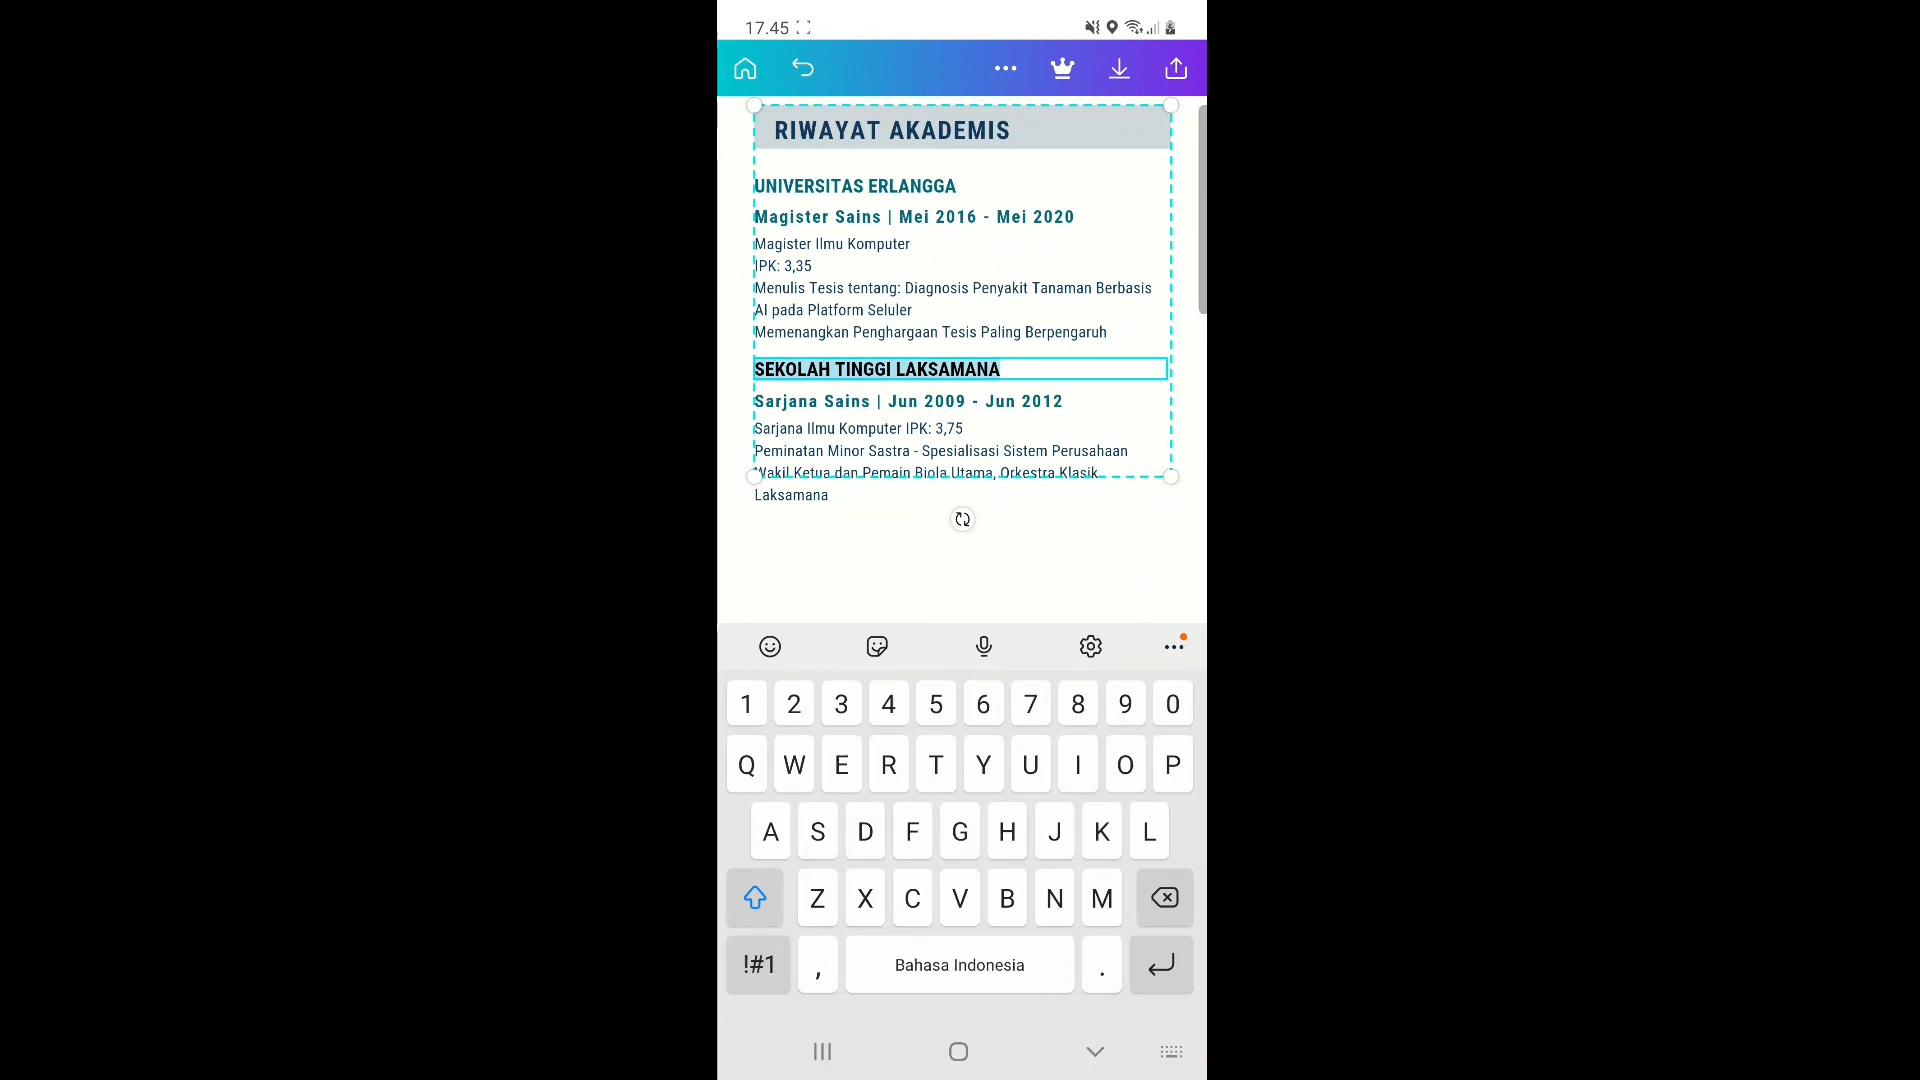 17.45
RIWAYAT AKADEMIS
UNIVERSITAS ERLANGGA
Magister Sains | Mei 2016 - Mei 2020
Magister Ilmu Komputer
IPK: 3,35
Menulis Tesis tentang: Diagnosis Penyakit Tanaman Berbasis
AI pada Platform Seluler
Memenangkan Penghargaan Tesis Paling Berpengaruh
SEKOLAH TINGGI LAKSAMANA
Sarjana Sains | Jun 2009 - Jun 2012
Sarjana Ilmu Komputer IPK: 3,75
Peminatan Minor Sastra - Spesialisasi Sistem Perusahaan
Wakil Ketua dan Pemain Biola Utama, Orkestra Klasik
Laksamana
1 2 3 4 5 6 7 8 9 0
Q W E R T Y U I O P
A S D F G H J K L
Z X C V B N M
!#1 , Bahasa Indonesia .